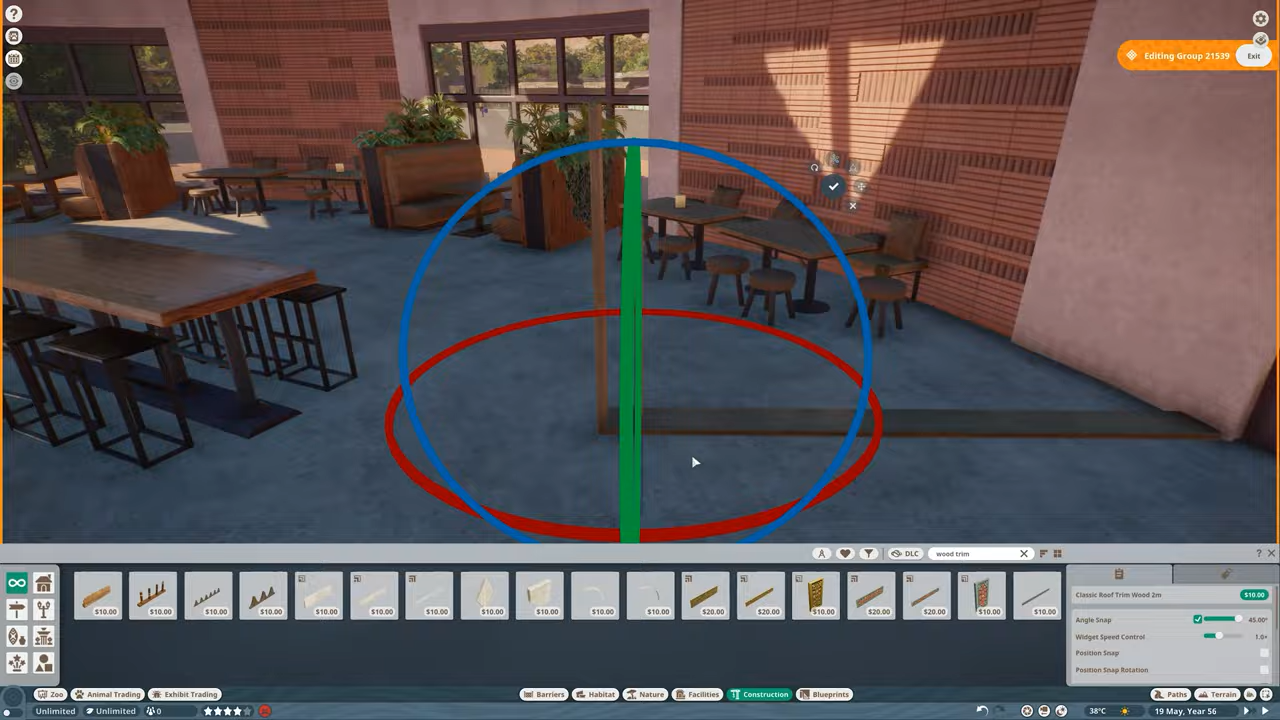 Editing Group 21539
Exit
DLC
wood trim
?
$10.00
$10.00
$10.00
$10.00
$10.00
$10.00
$10.00
$10.00
$10.00
$10.00
$10.00
$20.00
$20.00
$10.00
$20.00
$20.00
$10.00
$10.00
Classic Roof Trim Wood 2m
$10.00
Angle Snap
45.00°
Widget Speed Control
1.0×
Position Snap
Position Snap Rotation
Zoo
Animal Trading
Exhibit Trading
Barriers
Habitat
Nature
Facilities
Construction
Blueprints
Paths
Terrain
Unlimited
Unlimited
0
38°C
19 May, Year 56